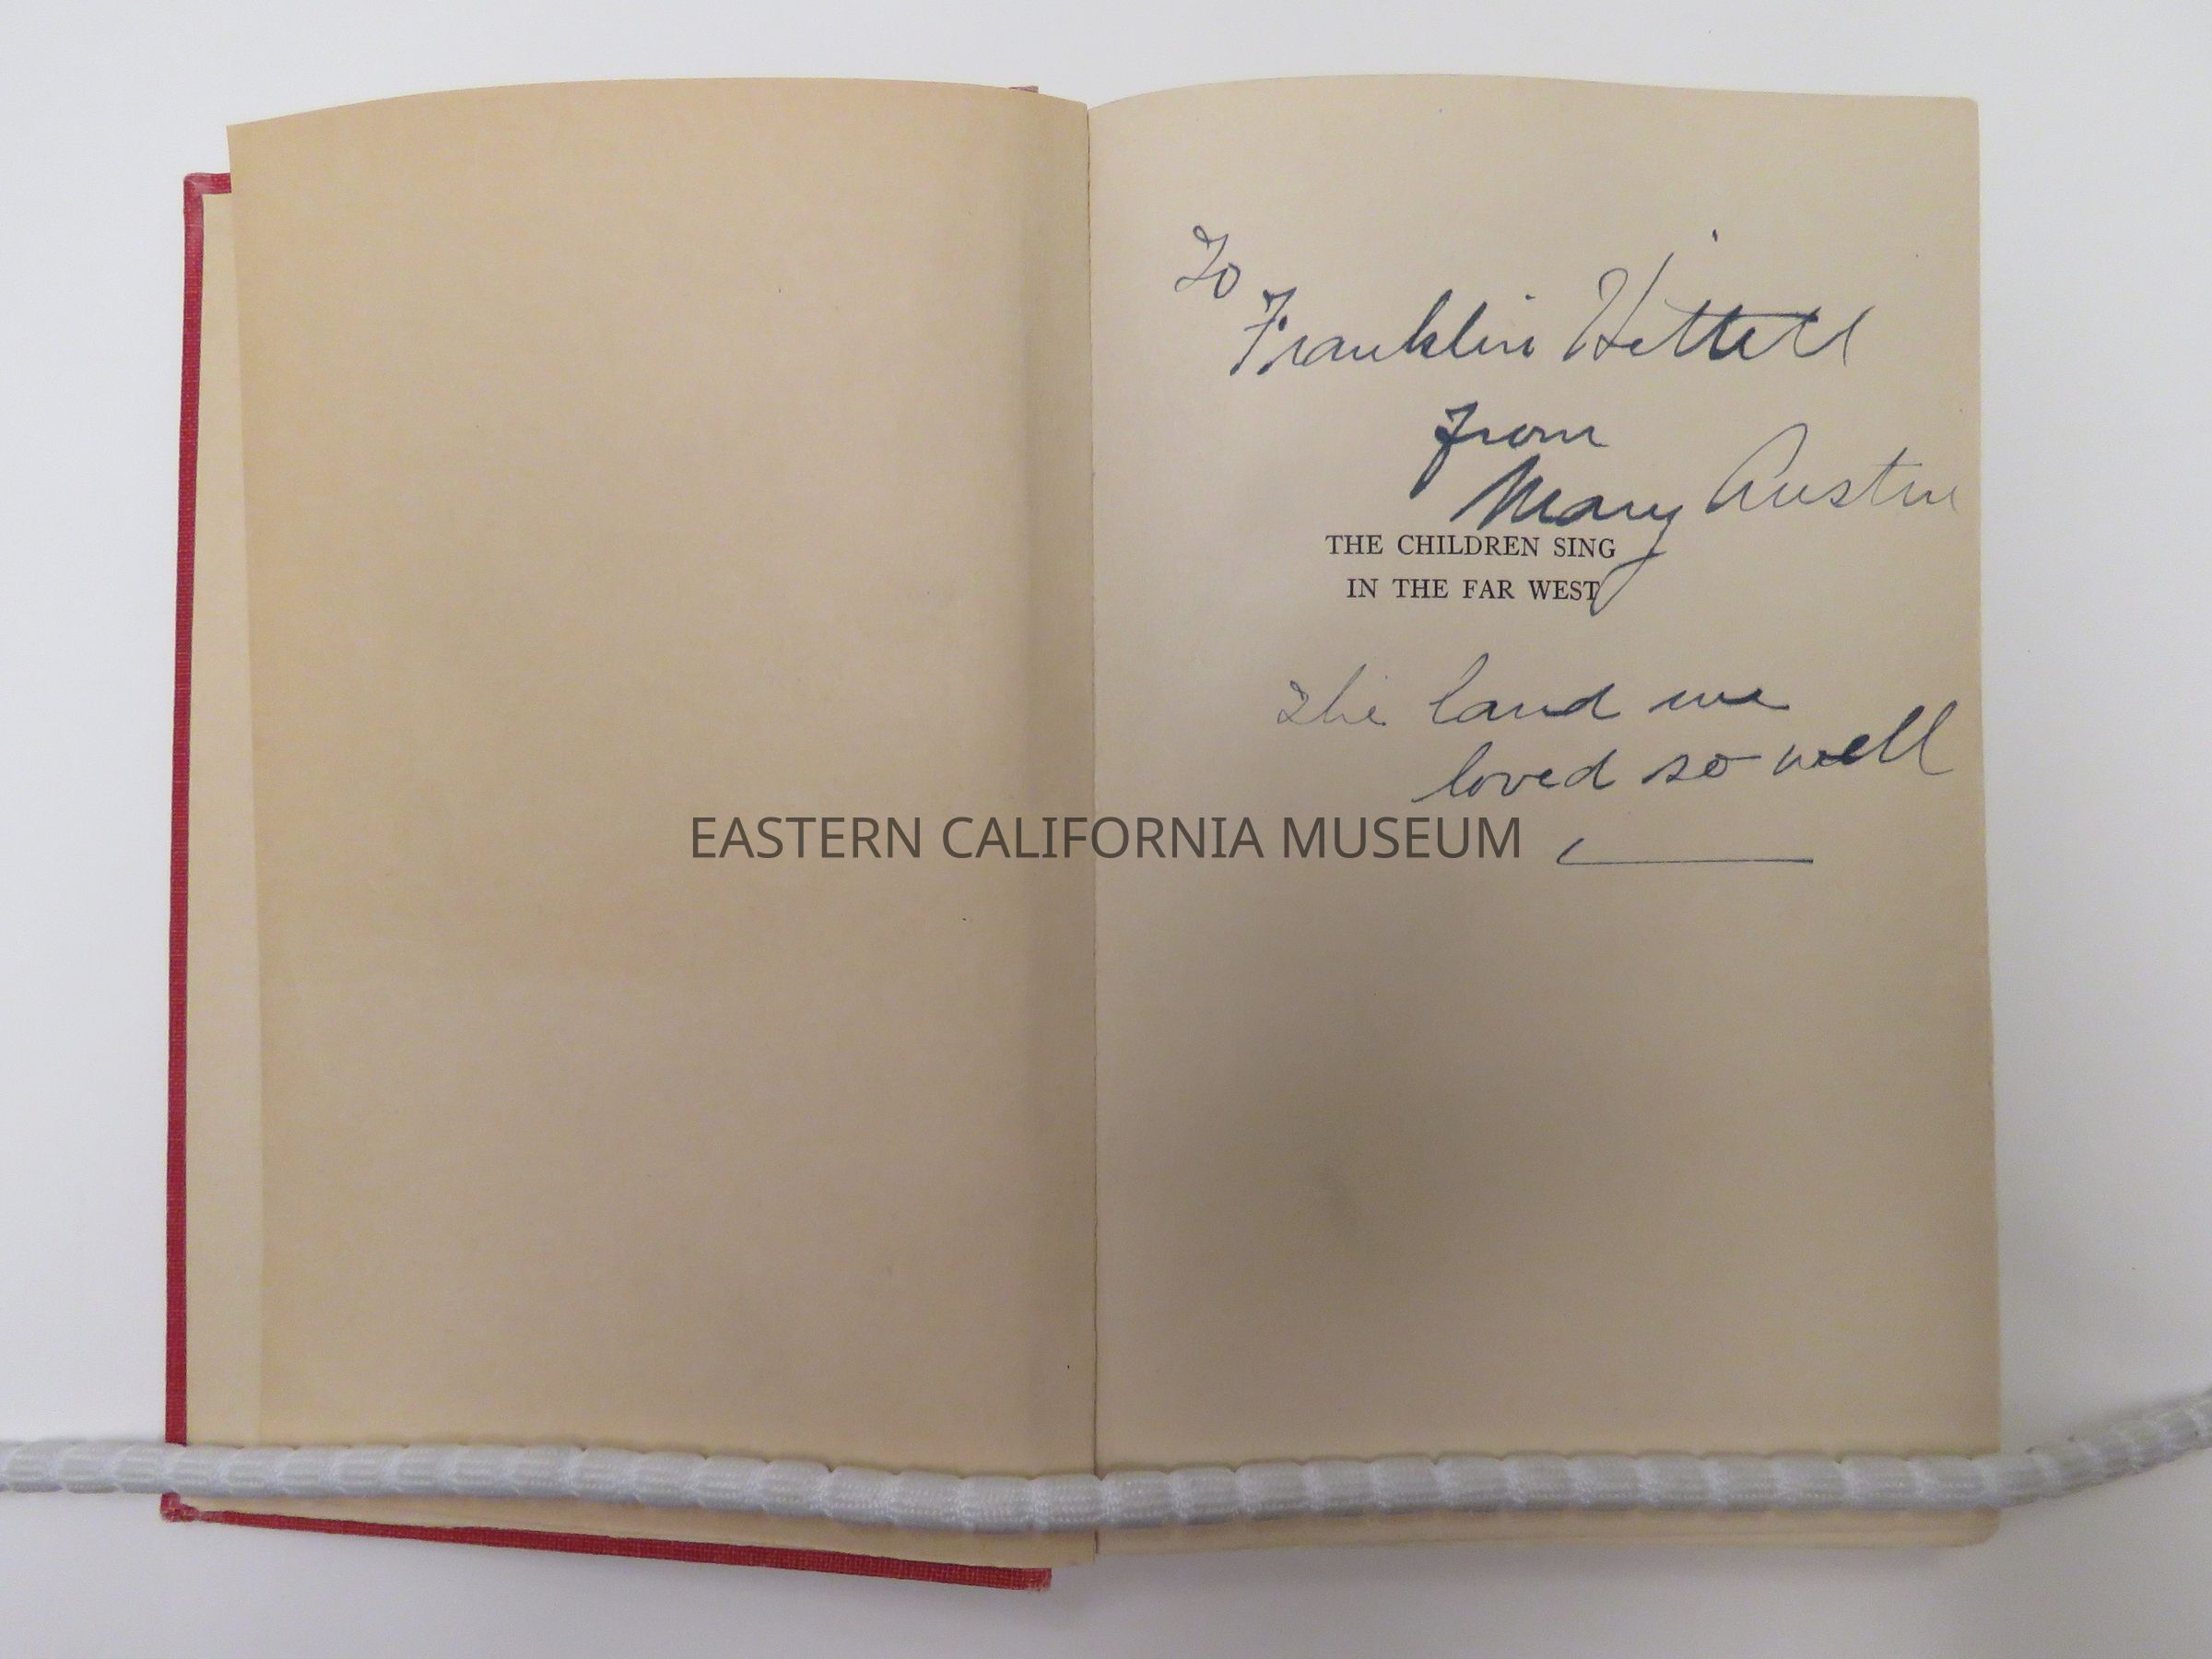 To
Franklin Hittell
from
Mary Austin
THE CHILDREN SING
IN THE FAR WEST
The land we
loved so well
EASTERN CALIFORNIA MUSEUM